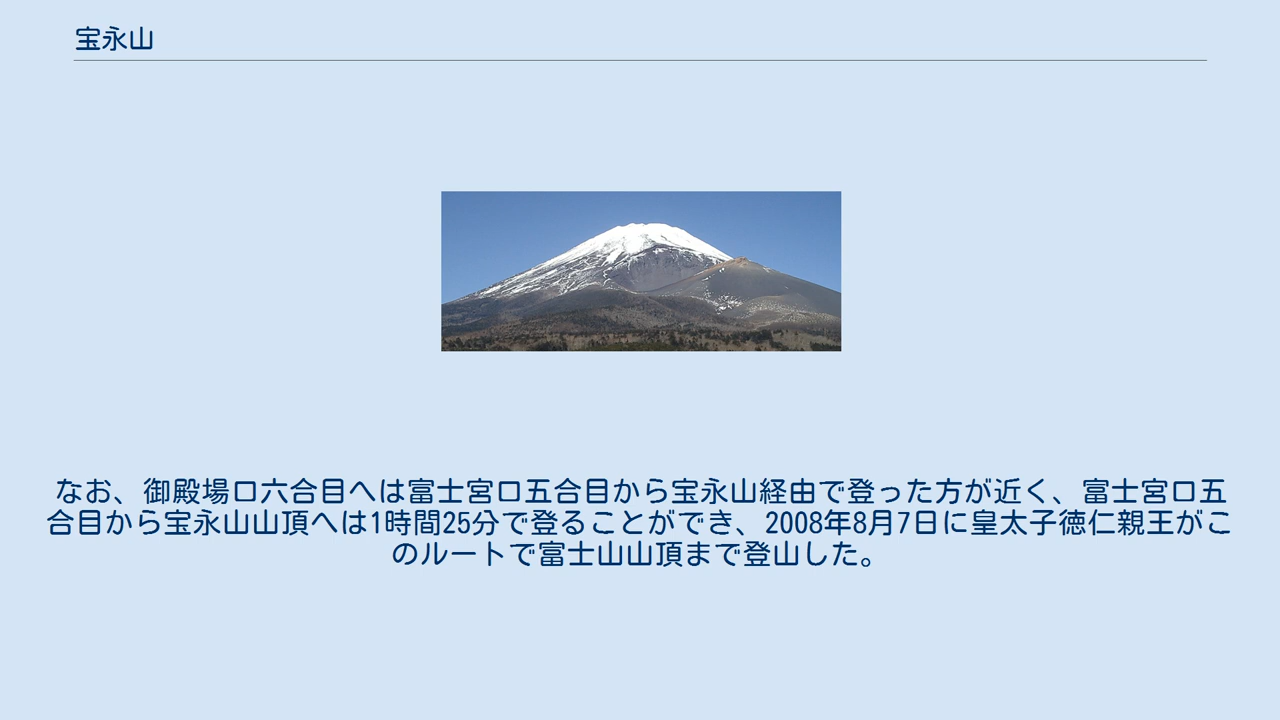 宝永山
なお、御殿場口六合目へは富士宮口五合目から宝永山経由で登った方が近く、富士宮口五
合目から宝永山山頂へは1時間25分で登ることができ、2008年8月7日に皇太子徳仁親王がこ
のルートで富士山山頂まで登山した。